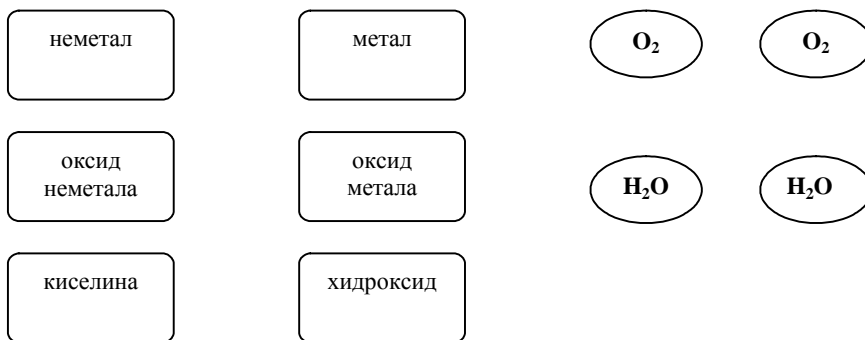 неметал
метал
O₂
O₂
оксид
неметала
оксид
метала
H₂O
H₂O
киселина
хидроксид